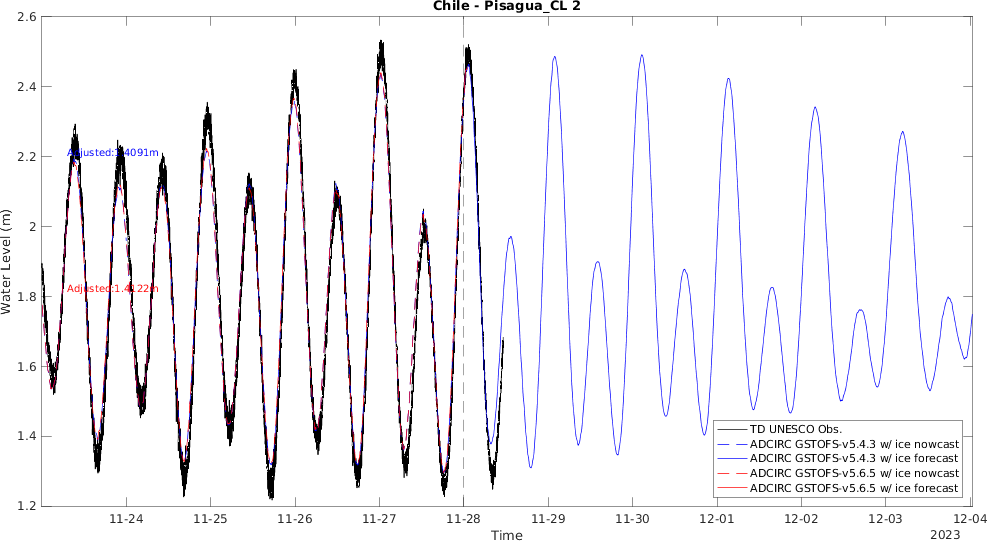 Chile - Pisagua_CL 2
2.6
2.4
2.2
2
1.8
1.6
1.4
1.2
Water Level (m)
Adjusted:1.4091m
Adjusted:1.4122m
TD UNESCO Obs.
ADCIRC GSTOFS-v5.4.3 w/ ice nowcast
ADCIRC GSTOFS-v5.4.3 w/ ice forecast
ADCIRC GSTOFS-v5.6.5 w/ ice nowcast
ADCIRC GSTOFS-v5.6.5 w/ ice forecast
11-24 11-25 11-26 11-27 11-28 11-29 11-30 12-01 12-02 12-03 12-04
Time
2023